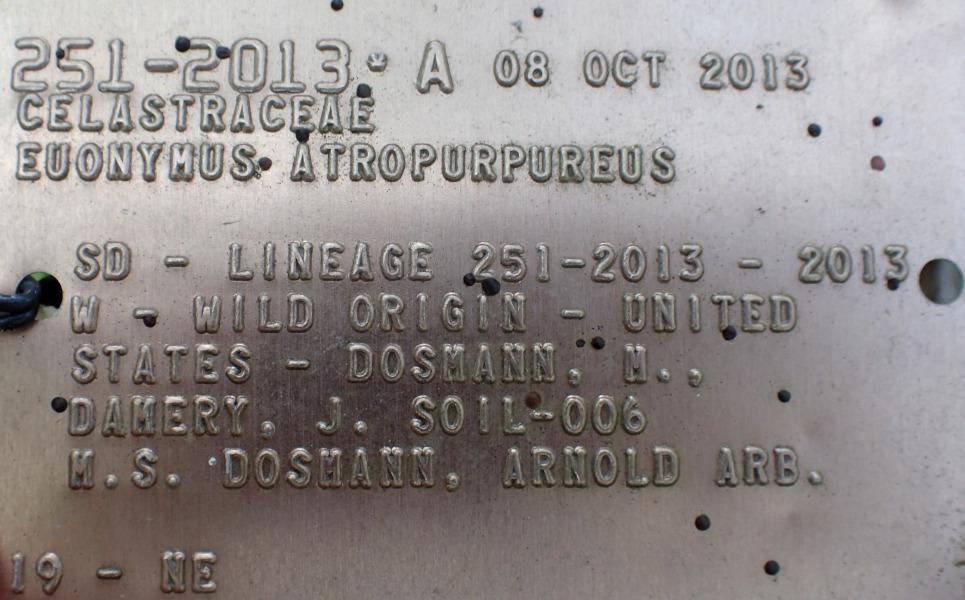 251-2013*A 08 OCT 2013
CELASTRACEAE
EUONYMUS ATROPURPUREUS
SD - LINEAGE 251-2013 - 2013
W - WILD ORIGIN - UNITED
STATES - DOSMANN, M.,
DAMERY, J. SOIL-006
M.S. DOSMANN, ARNOLD ARB.
19 - NE